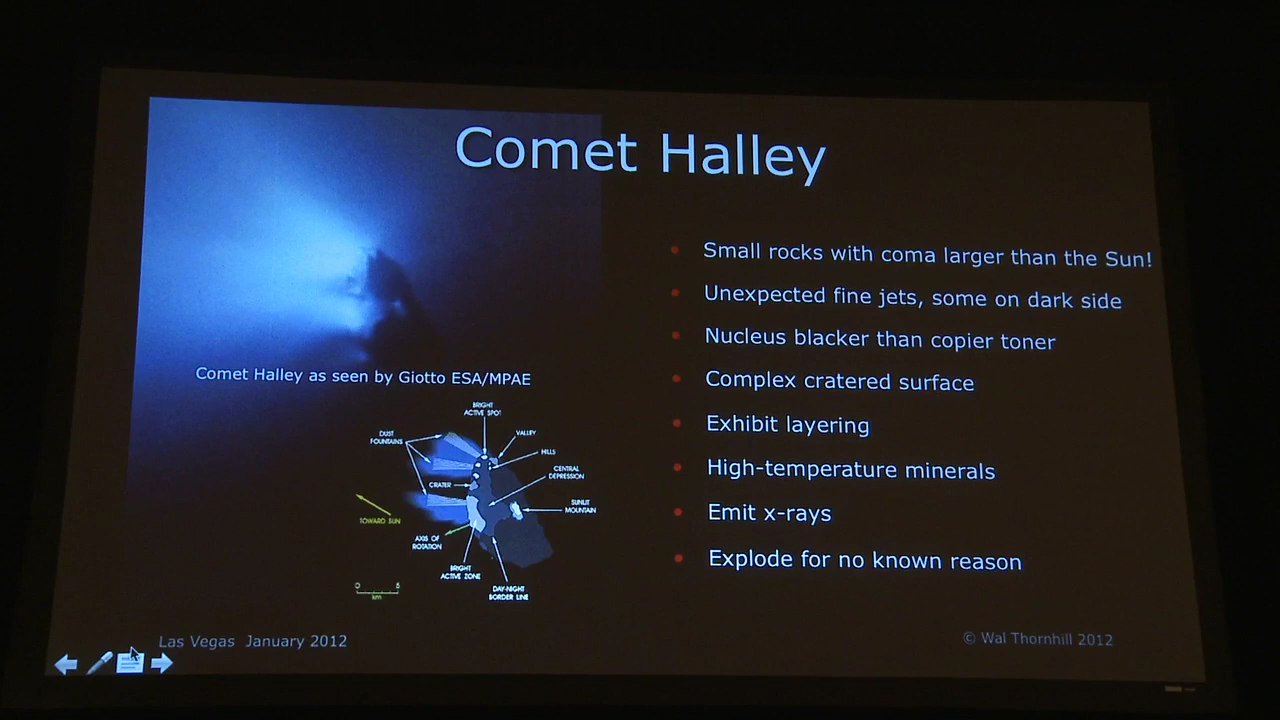 Comet Halley
Small rocks with coma larger than the Sun!
Unexpected fine jets, some on dark side
Nucleus blacker than copier toner
Complex cratered surface
Exhibit layering
High-temperature minerals
Emit x-rays
Explode for no known reason
Comet Halley as seen by Giotto ESA/MPAE
BRIGHT
ACTIVE SPOT
DUST
FOUNTAINS
VALLEY
HILLS
CENTRAL
DEPRESSION
CRATER
SUNLIT
MOUNTAIN
TOWARD SUN
AXIS OF
ROTATION
BRIGHT
ACTIVE ZONE
DAY-NIGHT
BORDER LINE
0 5
km
Las Vegas January 2012
© Wal Thornhill 2012